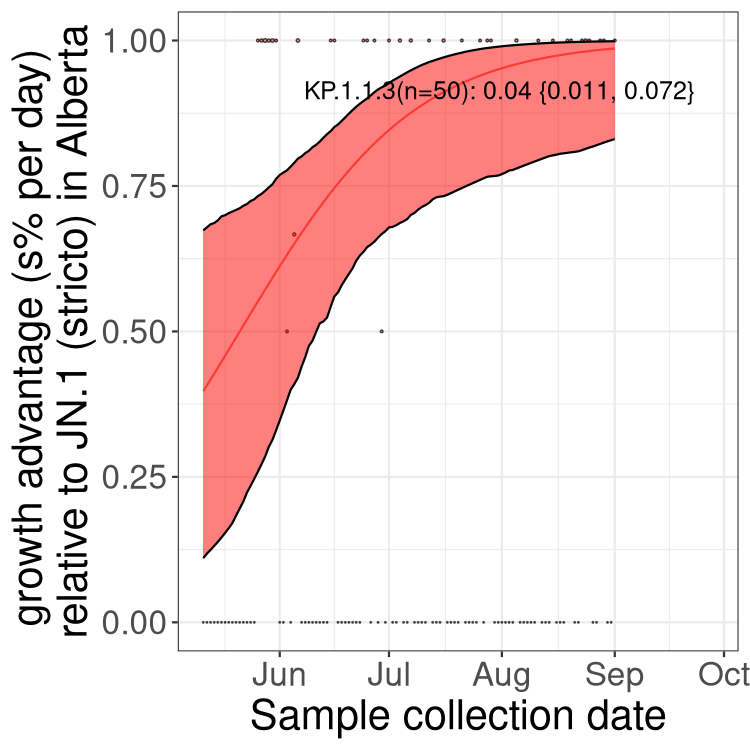 growth advantage (s% per day)
relative to JN.1 (stricto) in Alberta
1.00
0.75
0.50
0.25
0.00
KP.1.1.3(n=50): 0.04 {0.011, 0.072}
Jun Jul Aug Sep Oct
Sample collection date